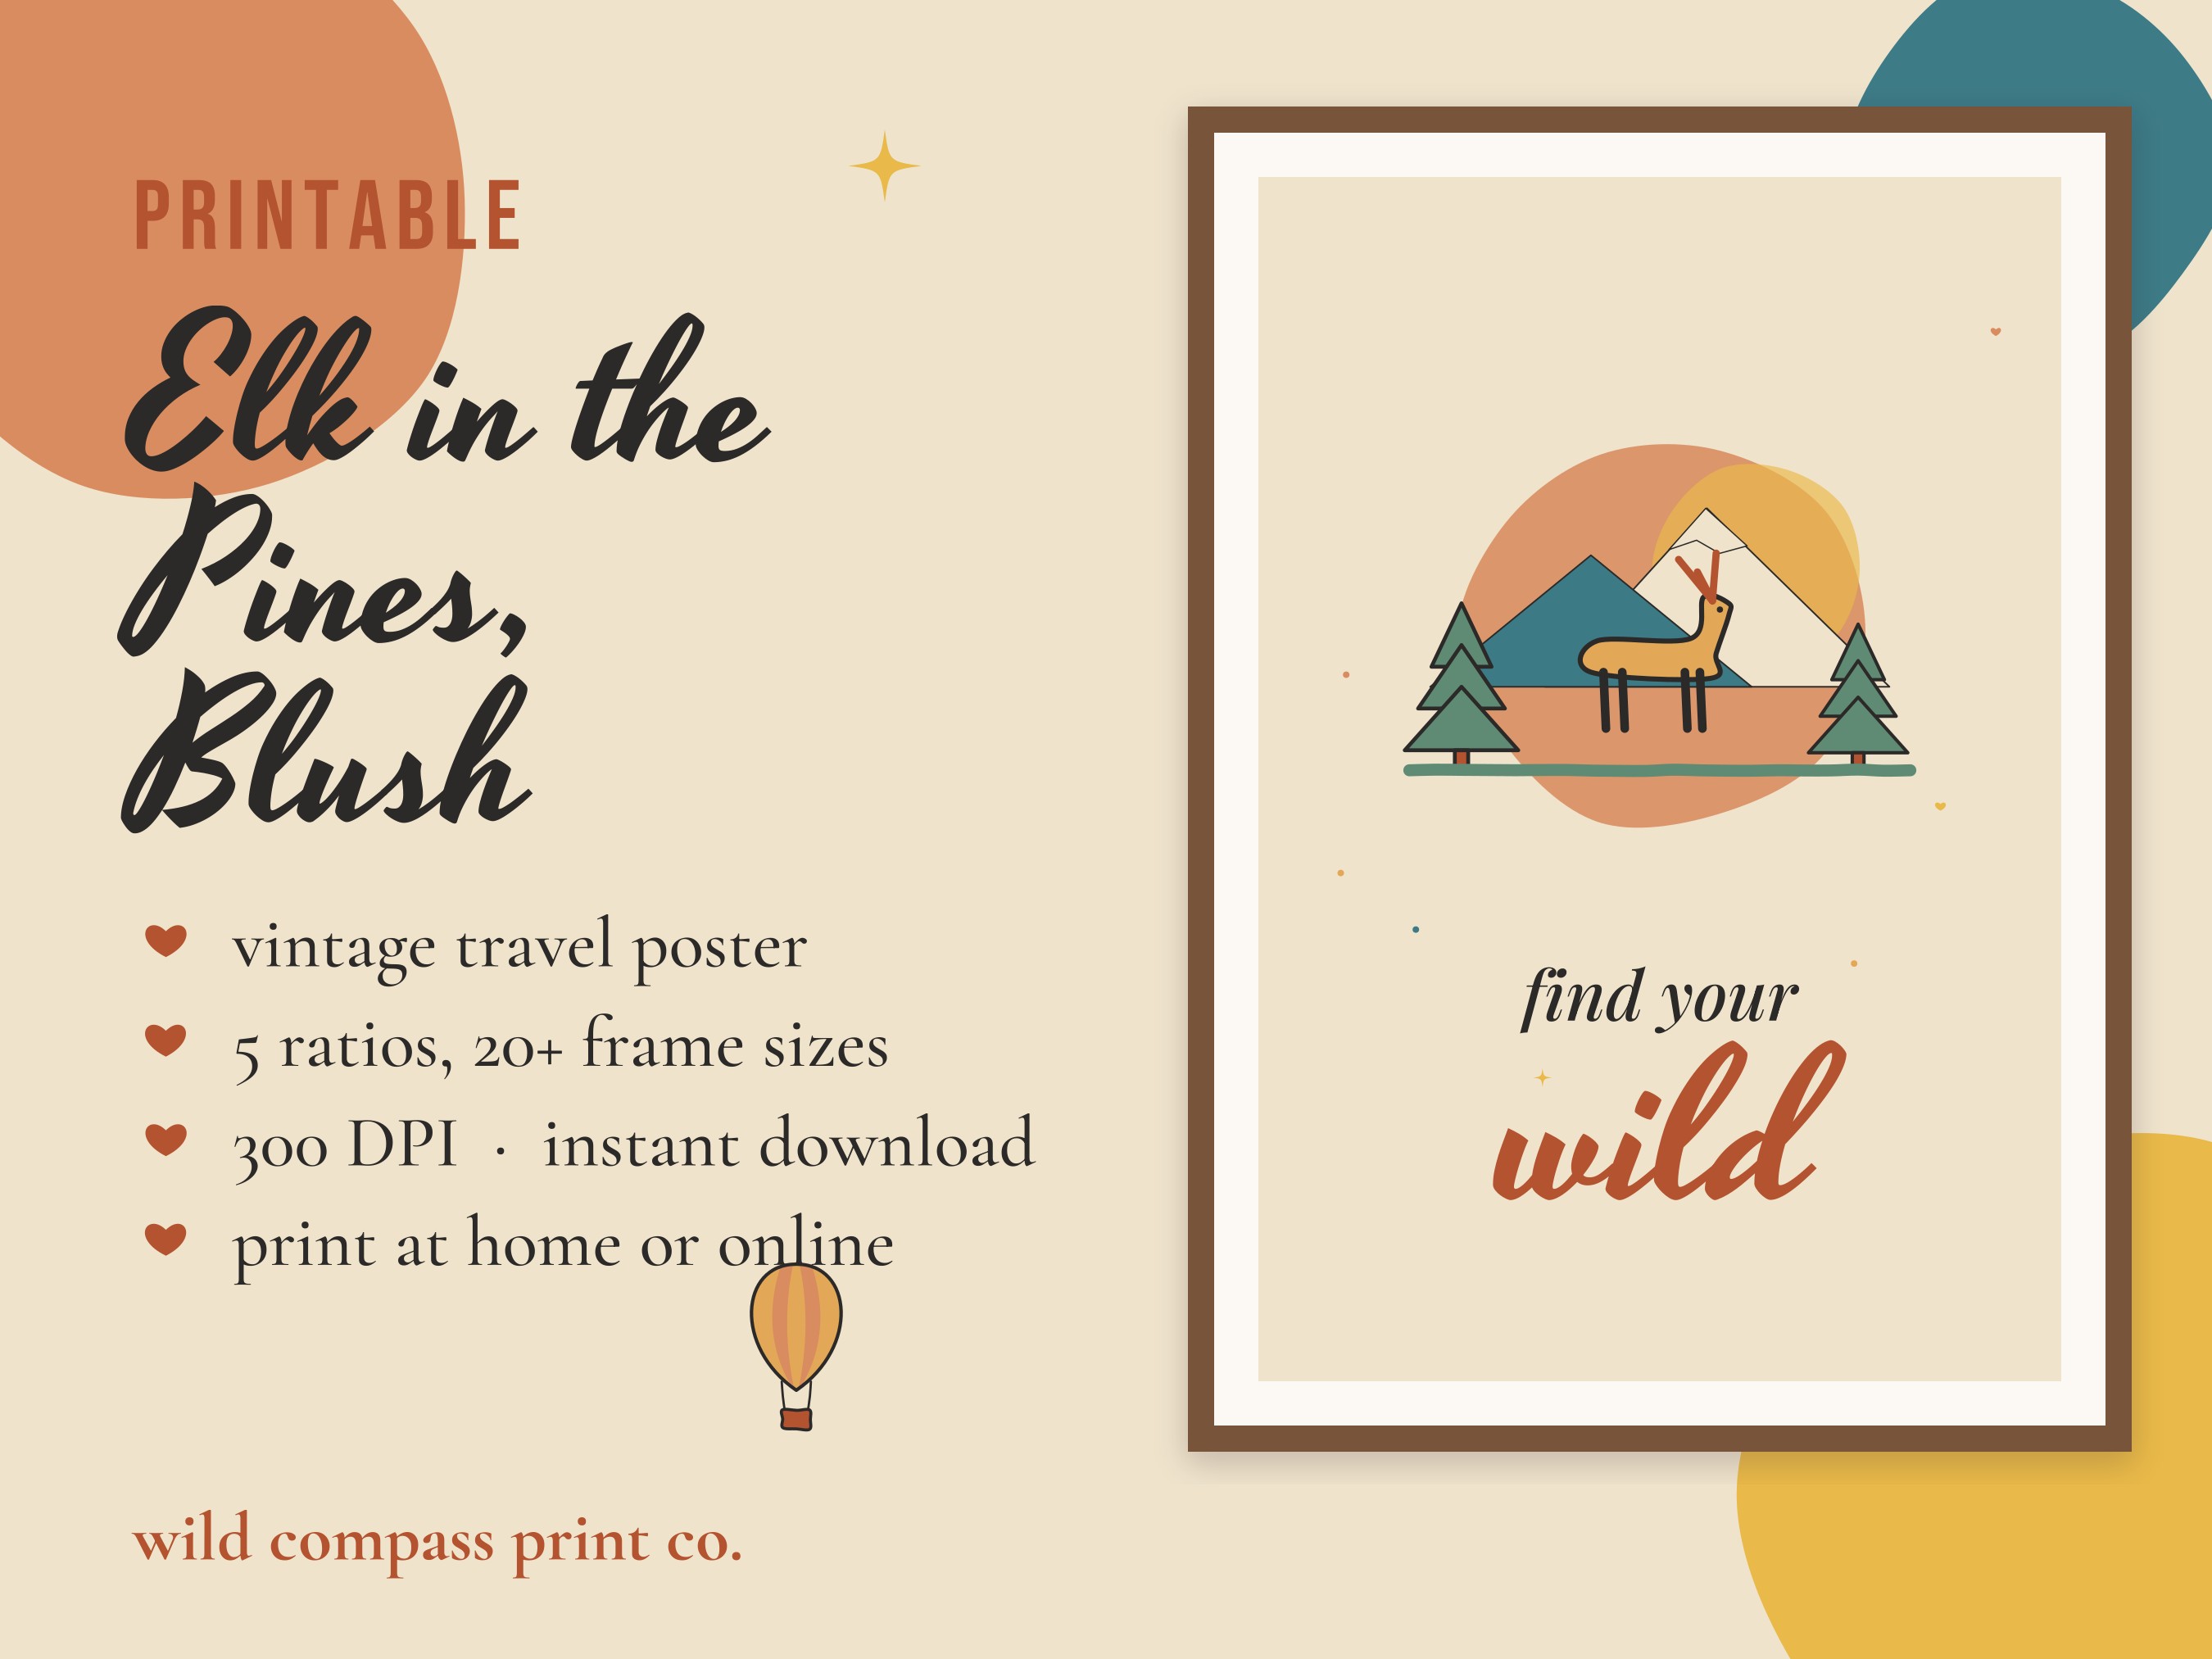 PRINTABLE
Elk in the
Pines,
Blush
vintage travel poster
5 ratios, 20+ frame sizes
300 DPI · instant download
print at home or online
wild compass print co.
find your
wild